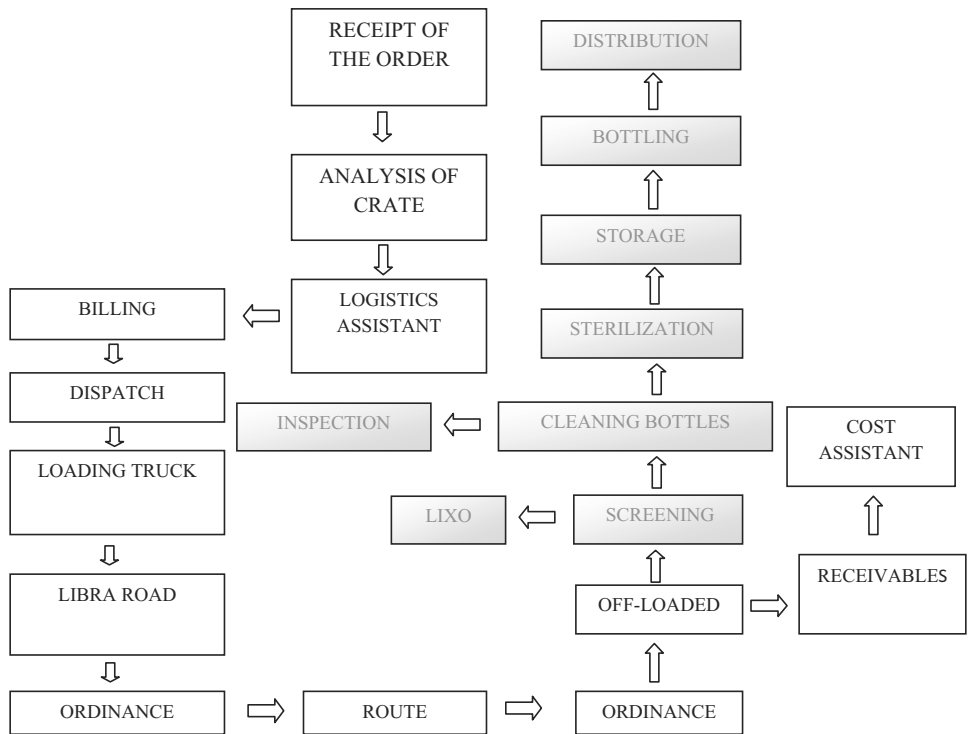 RECEIPT OF
THE ORDER
ANALYSIS OF
CRATE
LOGISTICS
ASSISTANT
BILLING
DISPATCH
LOADING TRUCK
LIBRA ROAD
ORDINANCE
ROUTE
ORDINANCE
OFF-LOADED
RECEIVABLES
COST
ASSISTANT
SCREENING
LIXO
CLEANING BOTTLES
INSPECTION
STERILIZATION
STORAGE
BOTTLING
DISTRIBUTION